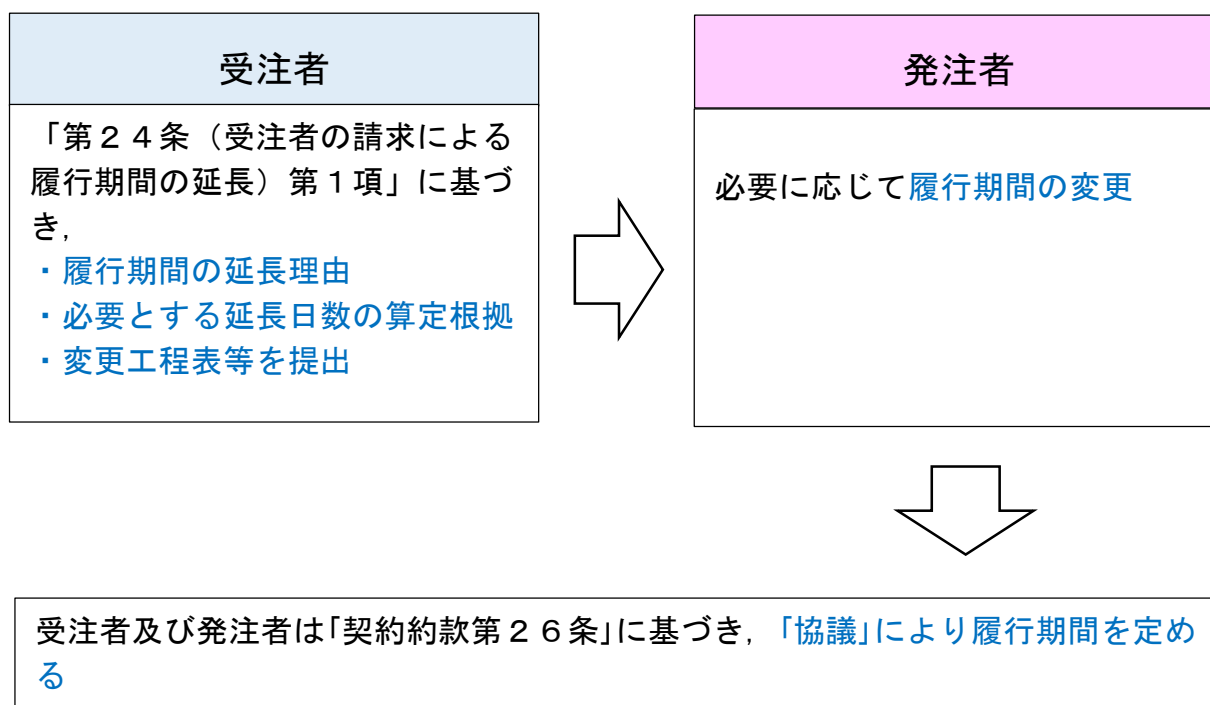 受注者
「第２４条（受注者の請求による
履行期間の延長）第１項」に基づ
き，
・履行期間の延長理由
・必要とする延長日数の算定根拠
・変更工程表等を提出
発注者
必要に応じて履行期間の変更
受注者及び発注者は｢契約約款第２６条｣に基づき，｢協議｣により履行期間を定め
る